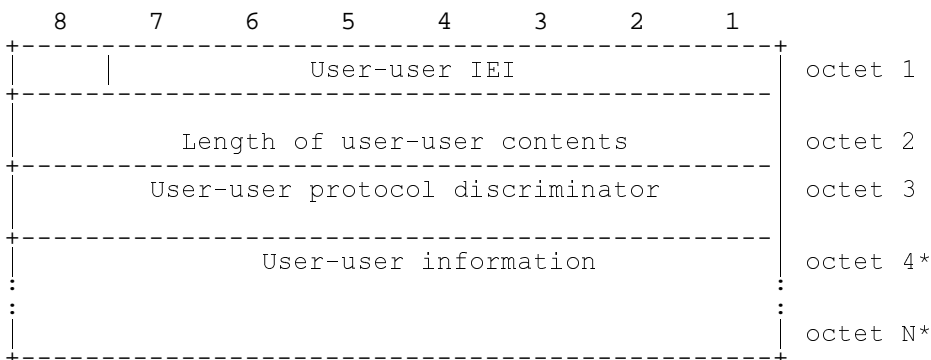 8 7 6 5 4 3 2 1
User-user IEI octet 1
Length of user-user contents octet 2
User-user protocol discriminator octet 3
User-user information octet 4*
octet N*